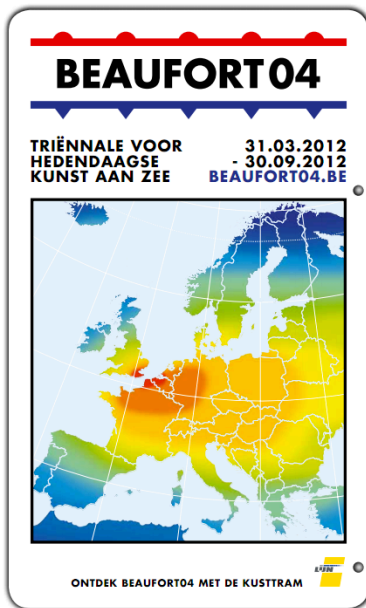 BEAUFORT04
TRIËNNALE VOOR
HEDENDAAGSE
KUNST AAN ZEE
31.03.2012
- 30.09.2012
BEAUFORT04.BE
ONTDEK BEAUFORT04 MET DE KUSTTRAM